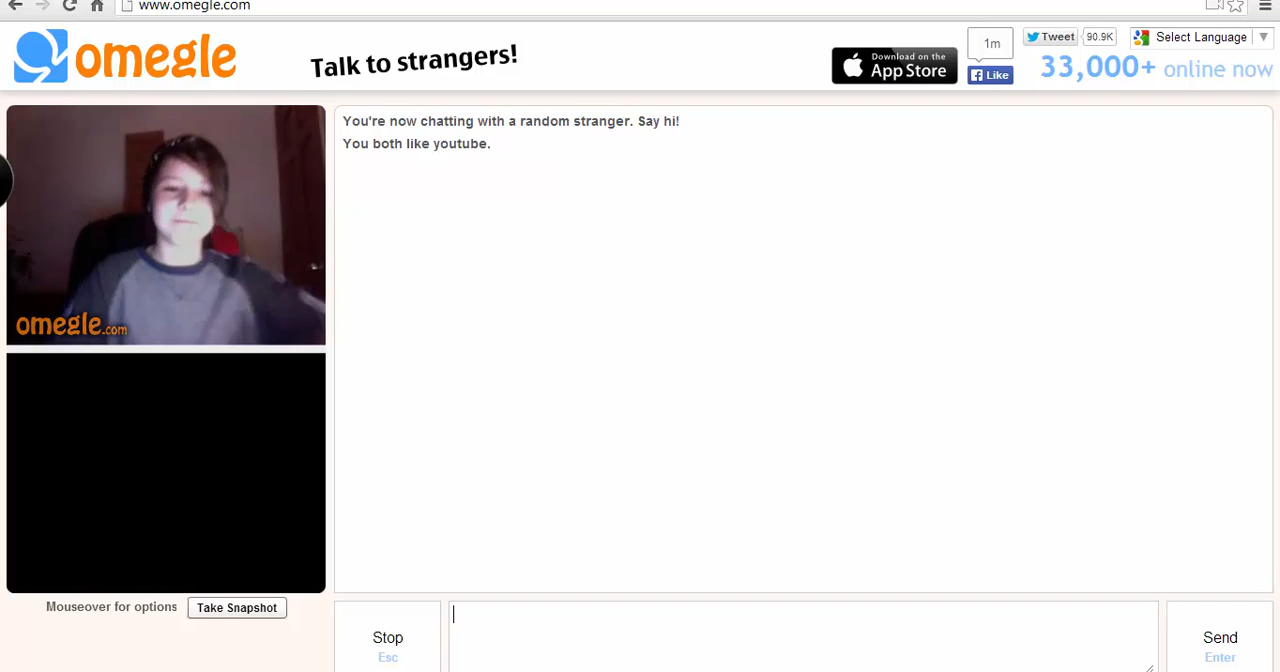 www.omegle.com
omegle
Talk to strangers!
Download on the
App Store
1m
Like
Tweet
90.9K
Select Language
33,000+ online now
You're now chatting with a random stranger. Say hi!
You both like youtube.
omegle.com
Mouseover for options
Take Snapshot
Stop
Esc
Send
Enter